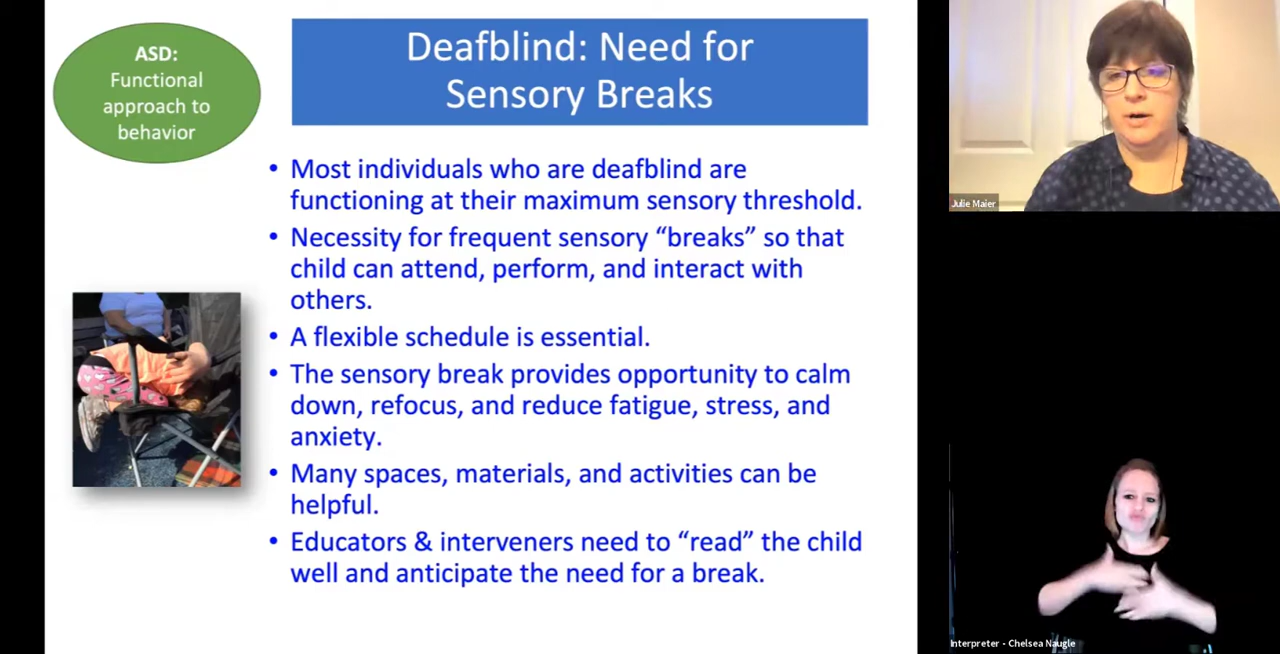 ASD:
Functional
approach to
behavior
Deafblind: Need for
Sensory Breaks
• Most individuals who are deafblind are
functioning at their maximum sensory threshold.
• Necessity for frequent sensory “breaks” so that
child can attend, perform, and interact with
others.
• A flexible schedule is essential.
• The sensory break provides opportunity to calm
down, refocus, and reduce fatigue, stress, and
anxiety.
• Many spaces, materials, and activities can be
helpful.
• Educators & interveners need to “read” the child
well and anticipate the need for a break.
Julie Maier
Interpreter - Chelsea Naugle